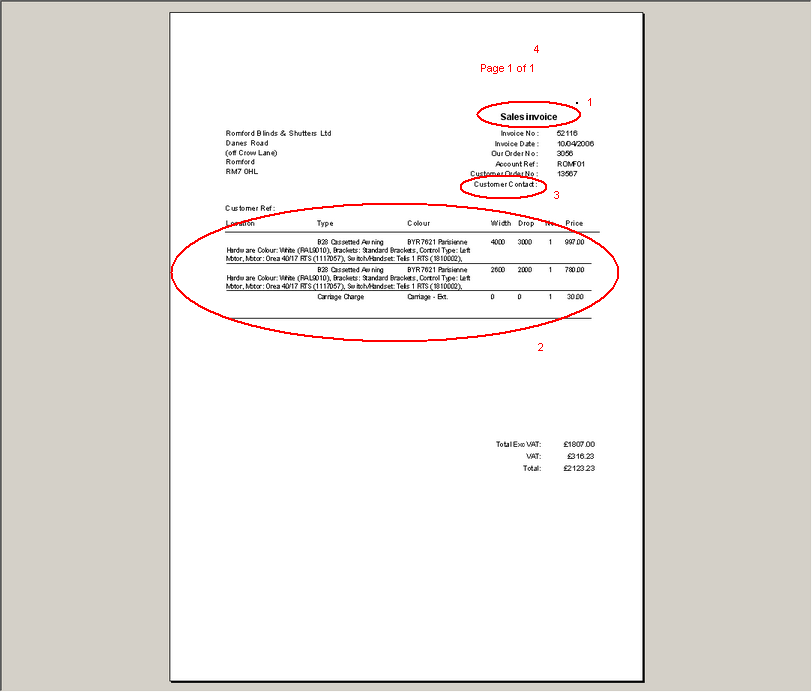 4
Page 1 of 1
1
Sales invoice
Romford Blinds & Shutters Ltd
Danes Road
(off Crow Lane)
Romford
RM7 0HL
Invoice No: 52116
Invoice Date: 10/04/2006
Our Order No: 3056
Account Ref: ROMF01
Customer Order No: 13567
Customer Contact:
3
Customer Ref:
Location Type Colour Width Drop No Price
B28 Cassetted Awning BYR7621 Parisienne 4000 3000 1 997.00
Hardware Colour: White (RAL9010), Brackets: Standard Brackets, Control Type: Left
Motor, Motor: Orea 40/17 RTS (1117057), Switch/Handset: Telis 1 RTS (1810002),
B28 Cassetted Awning BYR7621 Parisienne 2500 2000 1 780.00
Hardware Colour: White (RAL9010), Brackets: Standard Brackets, Control Type: Left
Motor, Motor: Orea 40/17 RTS (1117057), Switch/Handset: Telis 1 RTS (1810002),
Carriage Charge Carriage - Ext. 0 0 1 30.00
2
Total Exc VAT: £1807.00
VAT: £316.23
Total: £2123.23